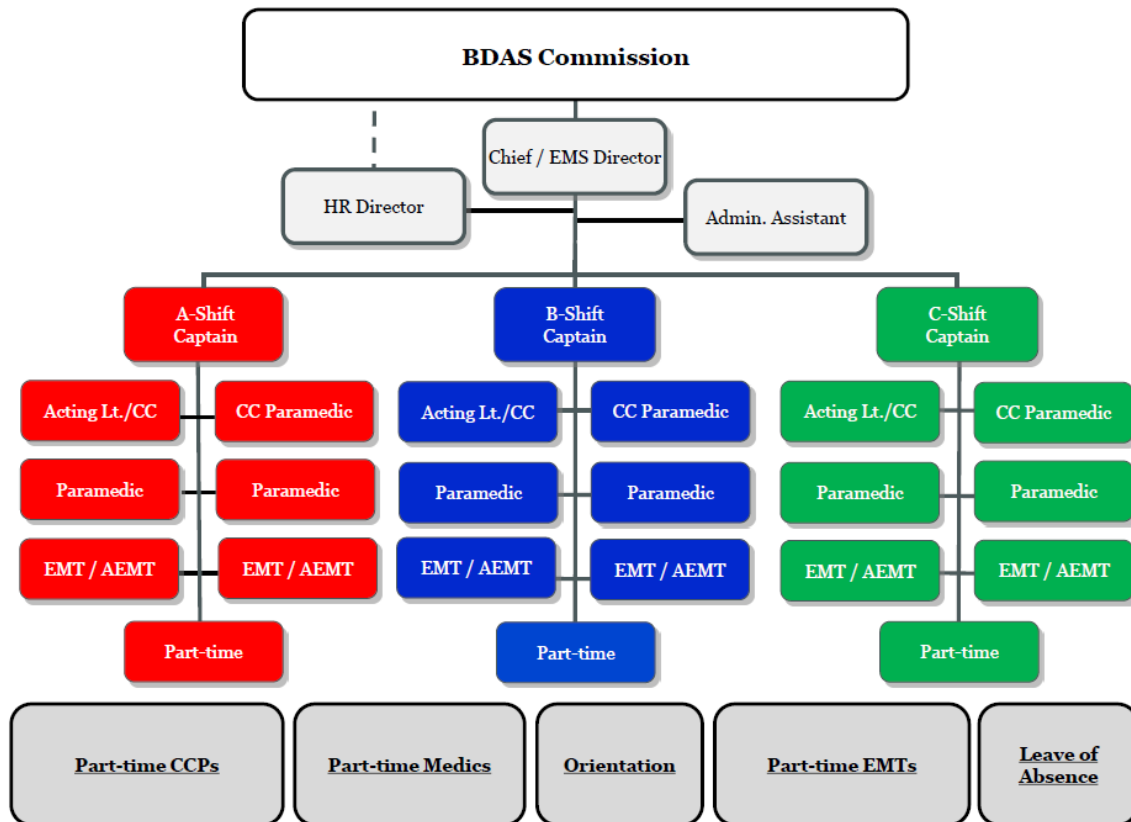 BDAS Commission
Chief / EMS Director
HR Director
Admin. Assistant
A-Shift
Captain
B-Shift
Captain
C-Shift
Captain
Acting Lt./CC
CC Paramedic
Acting Lt./CC
CC Paramedic
Acting Lt./CC
CC Paramedic
Paramedic
Paramedic
Paramedic
Paramedic
Paramedic
Paramedic
EMT / AEMT
EMT / AEMT
EMT / AEMT
EMT / AEMT
EMT / AEMT
EMT / AEMT
Part-time
Part-time
Part-time
Part-time CCPs
Part-time Medics
Orientation
Part-time EMTs
Leave of
Absence